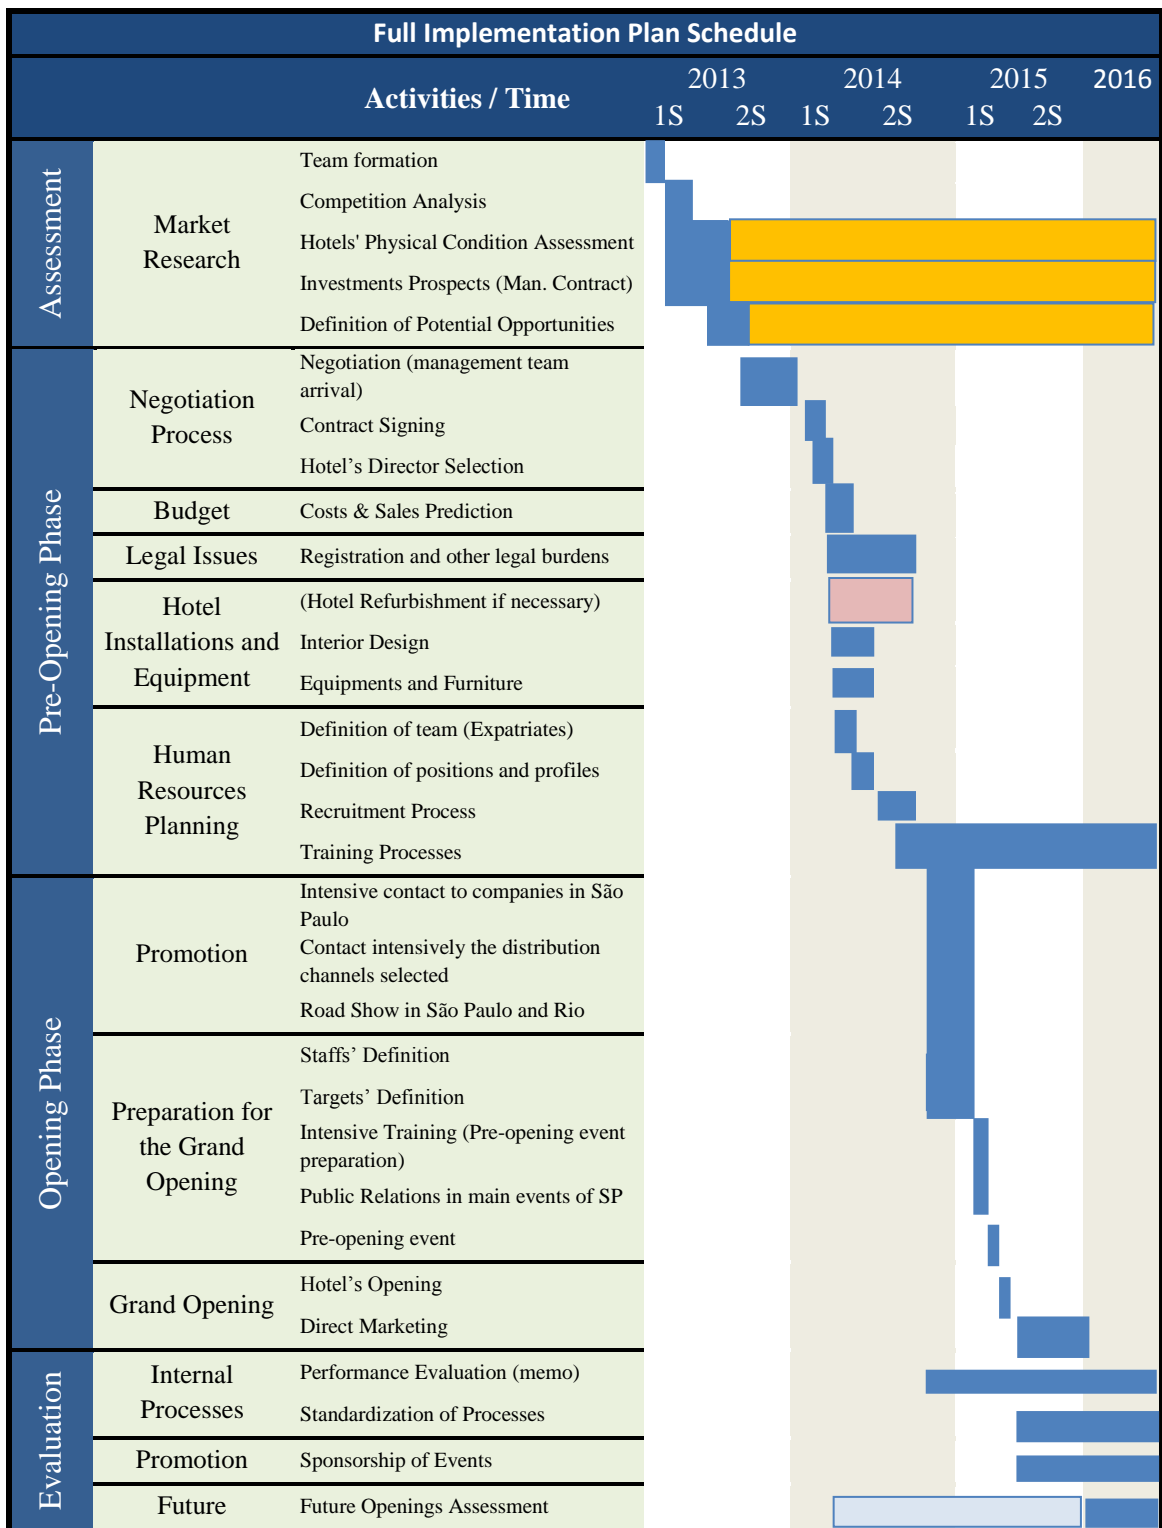 Full Implementation Plan Schedule
Activities / Time
2013 2014 2015 2016
1S 2S 1S 2S 1S 2S
Assessment
Market
Research
Team formation
Competition Analysis
Hotels' Physical Condition Assessment
Investments Prospects (Man. Contract)
Definition of Potential Opportunities
Pre-Opening Phase
Negotiation
Process
Negotiation (management team
arrival)
Contract Signing
Hotel’s Director Selection
Budget
Costs & Sales Prediction
Legal Issues
Registration and other legal burdens
Hotel
Installations and
Equipment
(Hotel Refurbishment if necessary)
Interior Design
Equipments and Furniture
Human
Resources
Planning
Definition of team (Expatriates)
Definition of positions and profiles
Recruitment Process
Training Processes
Opening Phase
Promotion
Intensive contact to companies in São
Paulo
Contact intensively the distribution
channels selected
Road Show in São Paulo and Rio
Preparation for
the Grand
Opening
Staffs’ Definition
Targets’ Definition
Intensive Training (Pre-opening event
preparation)
Public Relations in main events of SP
Pre-opening event
Grand Opening
Hotel’s Opening
Direct Marketing
Evaluation
Internal
Processes
Performance Evaluation (memo)
Standardization of Processes
Promotion
Sponsorship of Events
Future
Future Openings Assessment